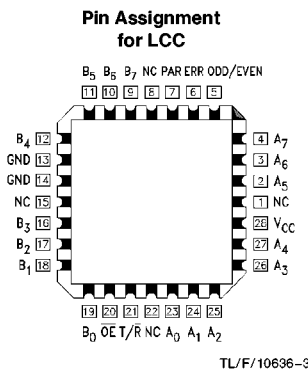 Pin Assignment
for LCC
B₅ B₆ B₇ NC PAR ERR ODD/EVEN
11 10 9 8 7 6 5
B₄ 12
GND 13
GND 14
NC 15
B₃ 16
B₂ 17
B₁ 18
4 A₇
3 A₆
2 A₅
1 NC
28 V_CC
27 A₄
26 A₃
19 20 21 22 23 24 25
B₀ O̅E̅ T/R̅ NC A₀ A₁ A₂
TL/F/10636-3